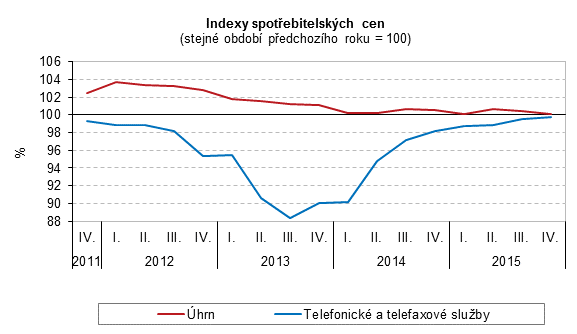 Indexy spotřebitelských cen
(stejné období předchozího roku = 100)
106
104
102
100
98
96
94
92
90
88
%
IV. I. II. III. IV. I. II. III. IV. I. II. III. IV. I. II. III. IV.
2011 2012 2013 2014 2015
Úhrn Telefonické a telefaxové služby